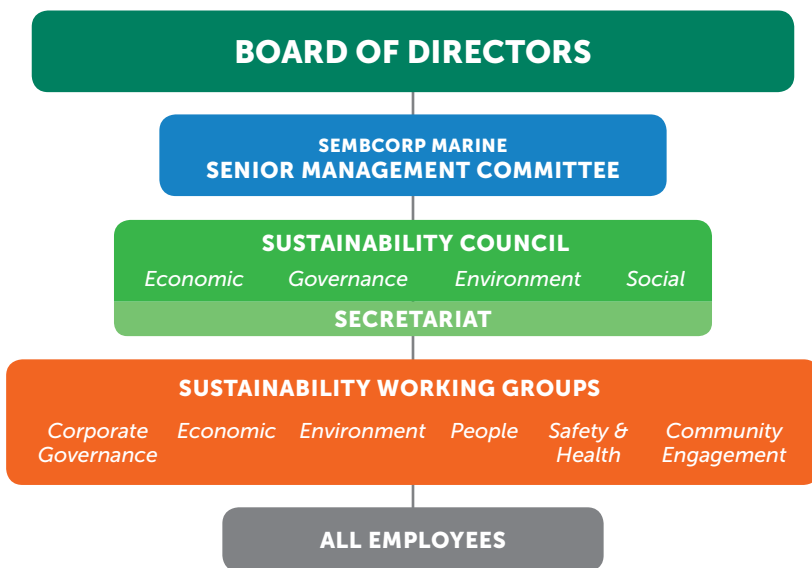 BOARD OF DIRECTORS
SEMBCORP MARINE
SENIOR MANAGEMENT COMMITTEE
SUSTAINABILITY COUNCIL
Economic Governance Environment Social
SECRETARIAT
SUSTAINABILITY WORKING GROUPS
Corporate Governance Economic Environment People Safety & Health Community Engagement
ALL EMPLOYEES